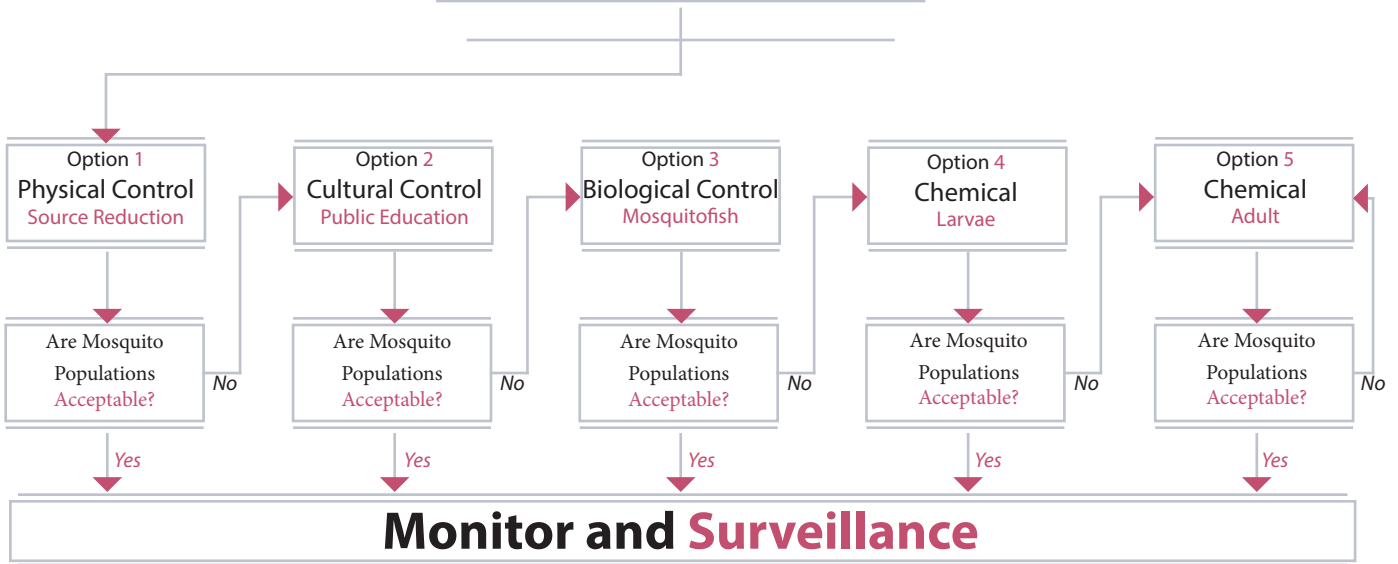 Option 1
Physical Control
Source Reduction
Option 2
Cultural Control
Public Education
Option 3
Biological Control
Mosquitofish
Option 4
Chemical
Larvae
Option 5
Chemical
Adult
Are Mosquito
Populations
Acceptable?
No
Are Mosquito
Populations
Acceptable?
No
Are Mosquito
Populations
Acceptable?
No
Are Mosquito
Populations
Acceptable?
No
Are Mosquito
Populations
Acceptable?
No
Yes
Yes
Yes
Yes
Yes
Monitor and Surveillance